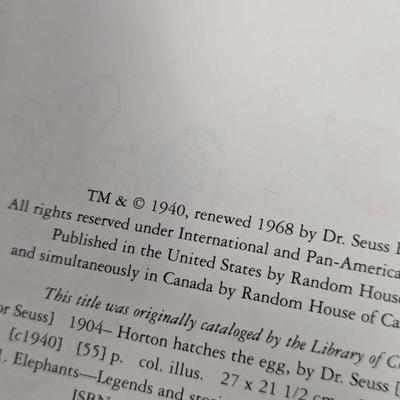 TM & © 1940, renewed 1968 by Dr. Seuss
All rights reserved under International and Pan-America
Published in the United States by Random House
and simultaneously in Canada by Random House of Ca
This title was originally cataloged by the Library of C
or Seuss] 1904– Horton hatches the egg, by Dr. Seuss [
[c1940] [55] p. col. illus. 27 x 21 1/2 cm.
1. Elephants—Legends and
ISBN